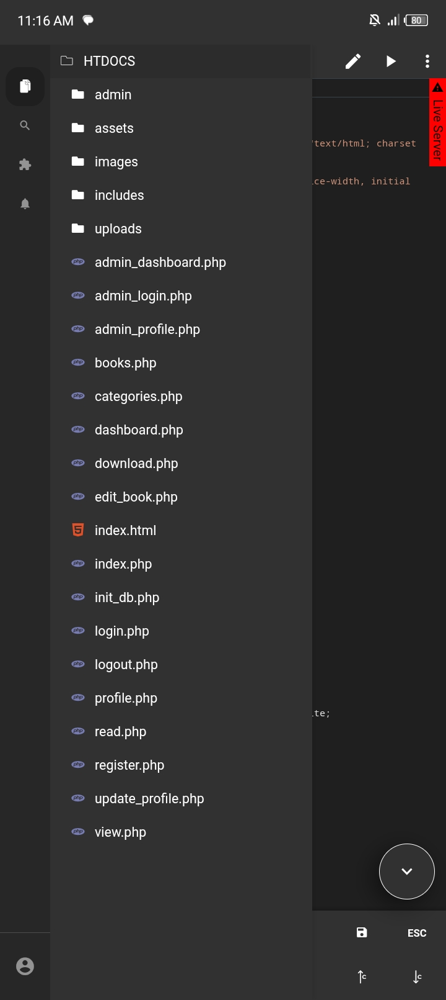 11:16 AM
80
HTDOCS
admin
Live Server
assets
/text/html; charset
images
ice-width, initial
includes
uploads
admin_dashboard.php
admin_login.php
admin_profile.php
books.php
categories.php
dashboard.php
download.php
edit_book.php
index.html
index.php
init_db.php
login.php
logout.php
profile.php
ite;
read.php
register.php
update_profile.php
view.php
ESC
C
C